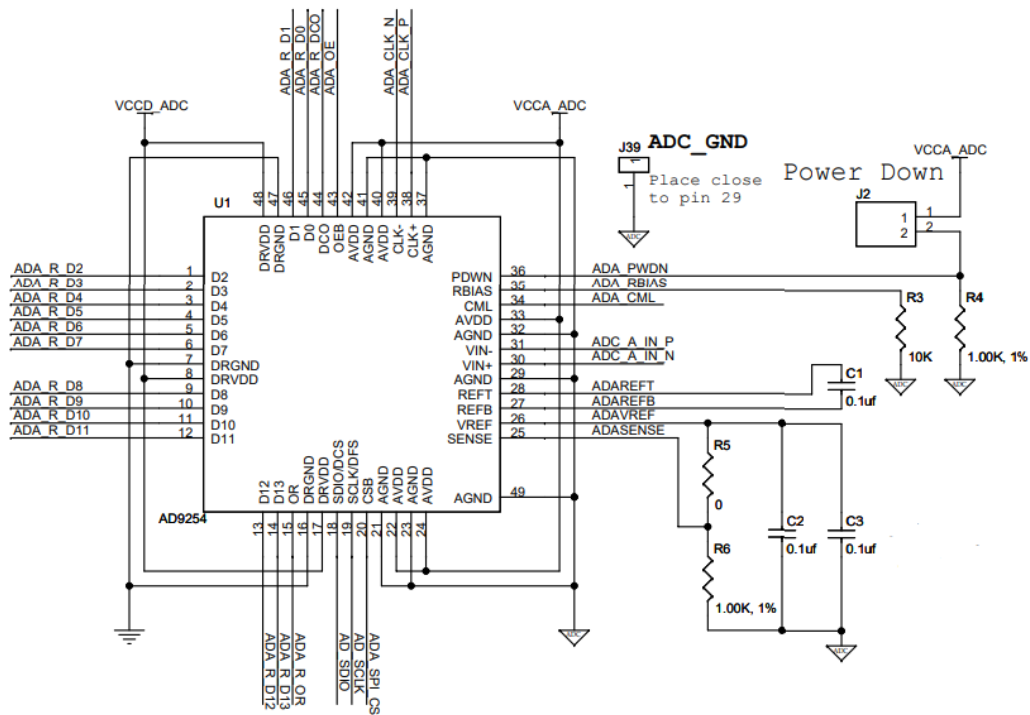 ADA_R_D1
ADA_R_D0
ADA_R_DCO
ADA_OE
ADA_CLK_N
ADA_CLK_P
VCCD_ADC
VCCA_ADC
J39
1
ADC_GND
1
Place close
to pin 29
ADC
VCCA_ADC
Power Down
J2
1
1
2
2
U1
48
47
46
45
44
43
42
41
40
39
38
37
DRVDD
DRGND
D1
D0
DCO
OEB
AVDD
AGND
AVDD
CLK-
CLK+
AGND
ADA_R_D2
1
D2
ADA_R_D3
2
D3
ADA_R_D4
3
D4
ADA_R_D5
4
D5
ADA_R_D6
5
D6
ADA_R_D7
6
D7
7
DRGND
8
DRVDD
ADA_R_D8
9
D8
ADA_R_D9
10
D9
ADA_R_D10
11
D10
ADA_R_D11
12
D11
PDWN
36
ADA_PWDN
RBIAS
35
ADA_RBIAS
CML
34
ADA_CML
AVDD
33
AGND
32
VIN-
31
ADC_A_IN_P
VIN+
30
ADC_A_IN_N
AGND
29
REFT
28
ADAREFT
REFB
27
ADAREFB
VREF
26
ADAVREF
SENSE
25
ADASENSE
AGND
49
R3
10K
ADC
R4
1.00K, 1%
ADC
C1
0.1uf
R5
0
R6
1.00K, 1%
C2
0.1uf
C3
0.1uf
ADC
D12
D13
OR
DRGND
DRVDD
SDIO/DCS
SCLK/DFS
CSB
AGND
AVDD
AGND
AVDD
AD9254
13
14
15
16
17
18
19
20
21
22
23
24
ADC
ADA_R_D12
ADA_R_D13
ADA_R_OR
AD_SDIO
AD_SCLK
ADA_SPI_CS